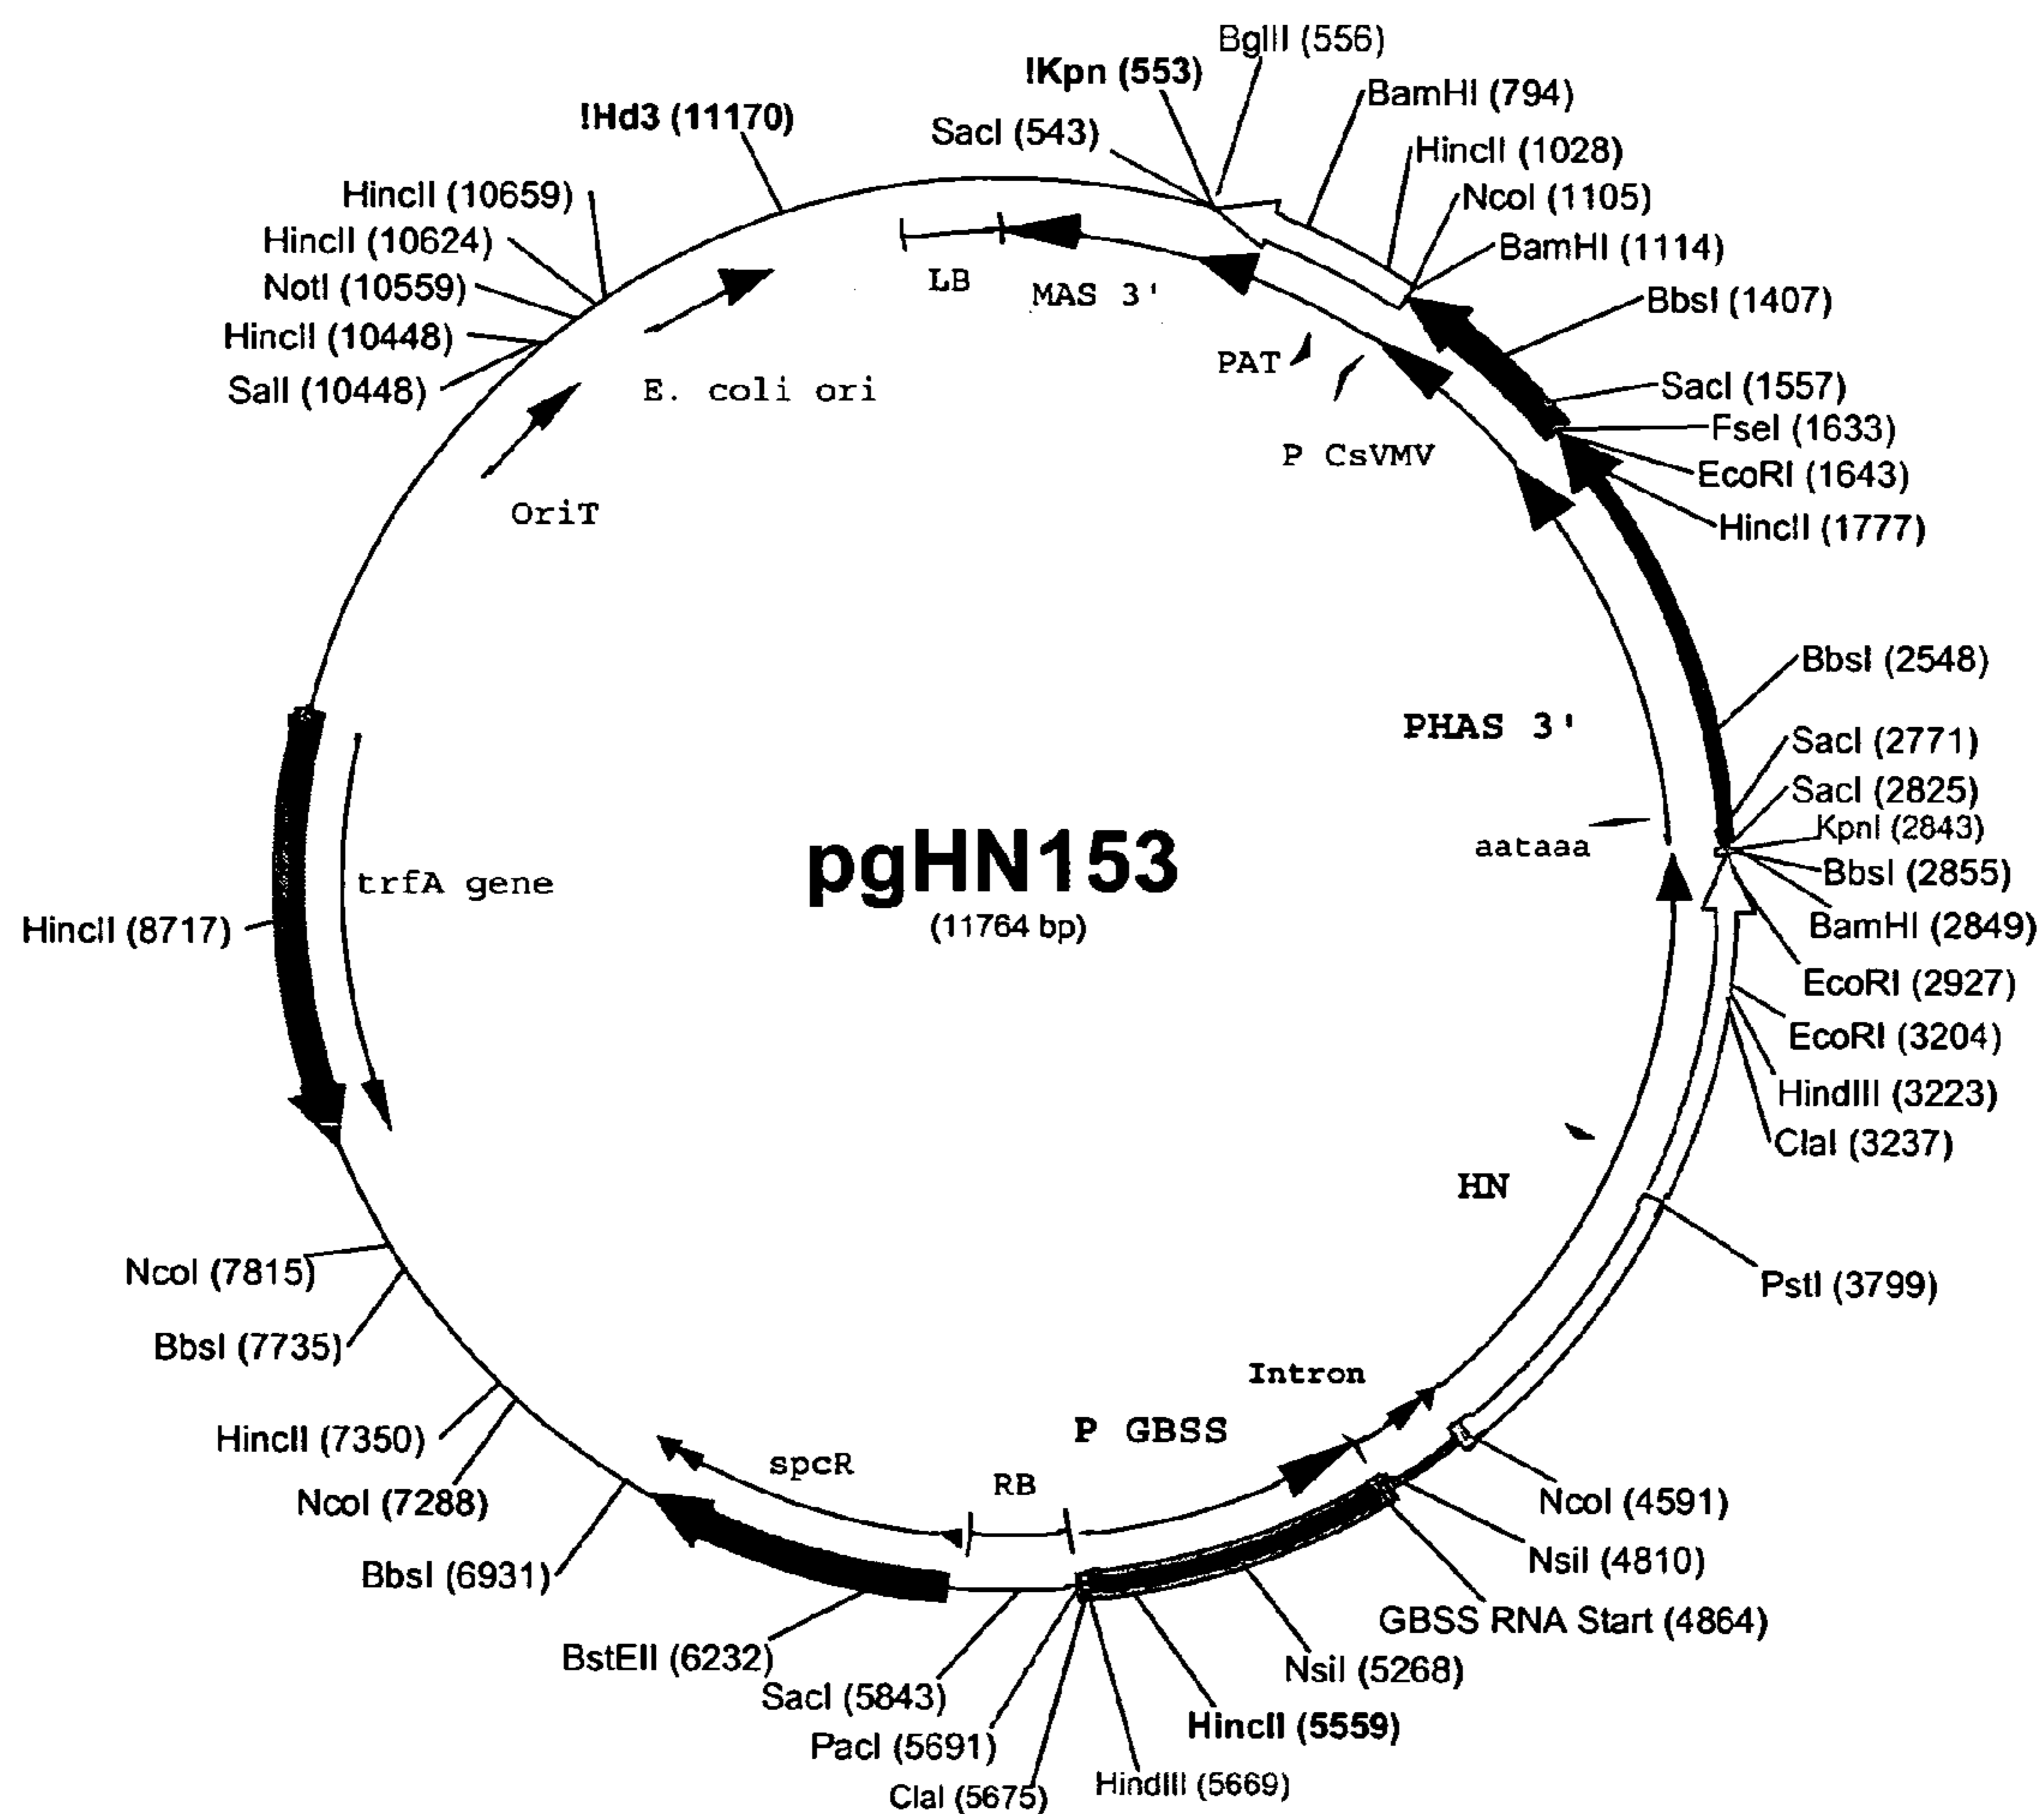 BglII (556)
!Kpn (553)
BamHI (794)
!Hd3 (11170)
SacI (543)
HincII (1028)
HincII (10659)
NcoI (1105)
HincII (10624)
BamHI (1114)
NotI (10559)
LB
MAS 3'
BbsI (1407)
HincII (10448)
PAT
SalI (10448)
E. coli ori
SacI (1557)
FseI (1633)
P CsVMV
EcoRI (1643)
OriT
HincII (1777)
BbsI (2548)
PHAS 3'
SacI (2771)
SacI (2825)
KpnI (2843)
aataaa
pgHN153
(11764 bp)
BbsI (2855)
trfA gene
HincII (8717)
BamHI (2849)
EcoRI (2927)
EcoRI (3204)
HindIII (3223)
ClaI (3237)
HN
NcoI (7815)
PstI (3799)
BbsI (7735)
Intron
P GBSS
HincII (7350)
spcR
RB
NcoI (7288)
NcoI (4591)
BbsI (6931)
NsiI (4810)
GBSS RNA Start (4864)
BstEII (6232)
NsiI (5268)
SacI (5843)
HincII (5559)
PacI (5691)
ClaI (5675)
HindIII (5669)